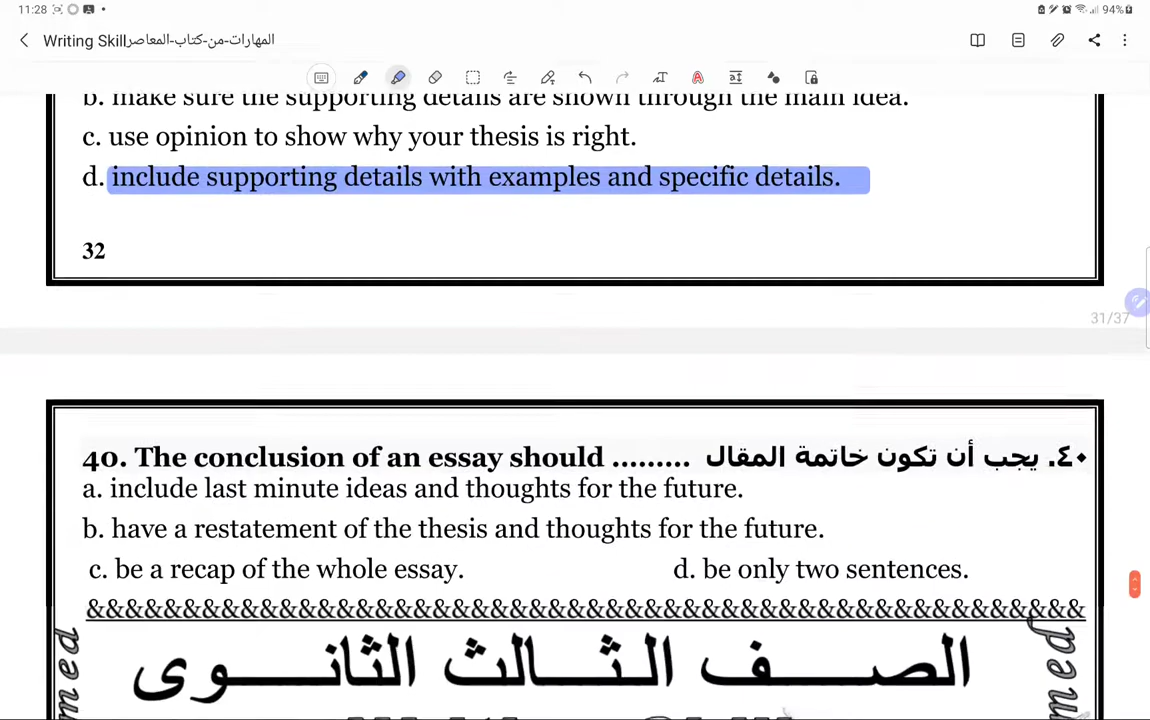 11:28
94%
Writing Skillالمهارات-من-كتاب-المعاصر
b. make sure the supporting details are shown through the main idea.
c. use opinion to show why your thesis is right.
d. include supporting details with examples and specific details.
32
31/37
40. The conclusion of an essay should ......... ٤٠. يجب أن تكون خاتمة المقال
a. include last minute ideas and thoughts for the future.
b. have a restatement of the thesis and thoughts for the future.
c. be a recap of the whole essay. d. be only two sentences.
&&&&&&&&&&&&&&&&&&&&&&&&&&&&&&&&&&&&&&&&&&&&&&&&&&&
الصـــف الـثـــالث الثانـــوى
med